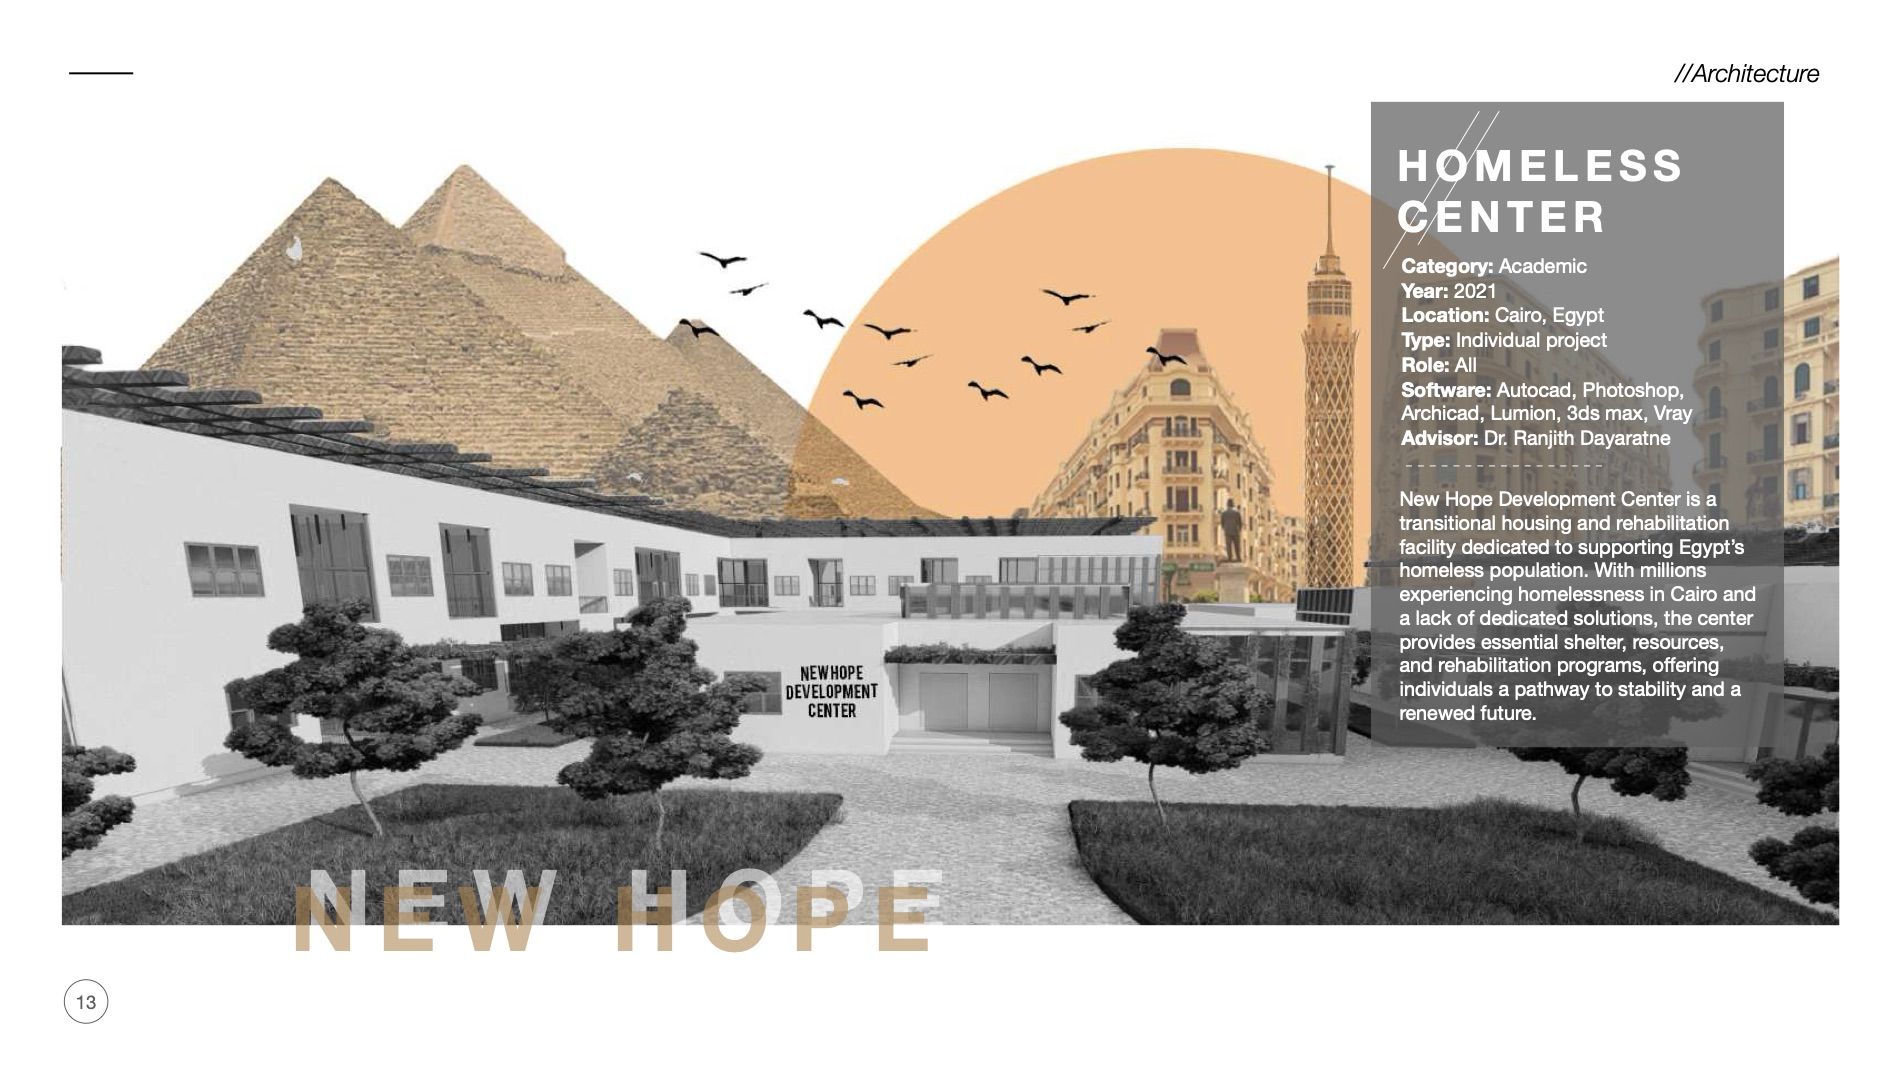 //Architecture
HOMELESS
CENTER
Category: Academic
Year: 2021
Location: Cairo, Egypt
Type: Individual project
Role: All
Software: Autocad, Photoshop,
Archicad, Lumion, 3ds max, Vray
Advisor: Dr. Ranjith Dayaratne
New Hope Development Center is a
transitional housing and rehabilitation
facility dedicated to supporting Egypt’s
homeless population. With millions
experiencing homelessness in Cairo and
a lack of dedicated solutions, the center
provides essential shelter, resources,
and rehabilitation programs, offering
individuals a pathway to stability and a
renewed future.
NEW HOPE
DEVELOPMENT
CENTER
NEW HOPE
NEW HOPE
13